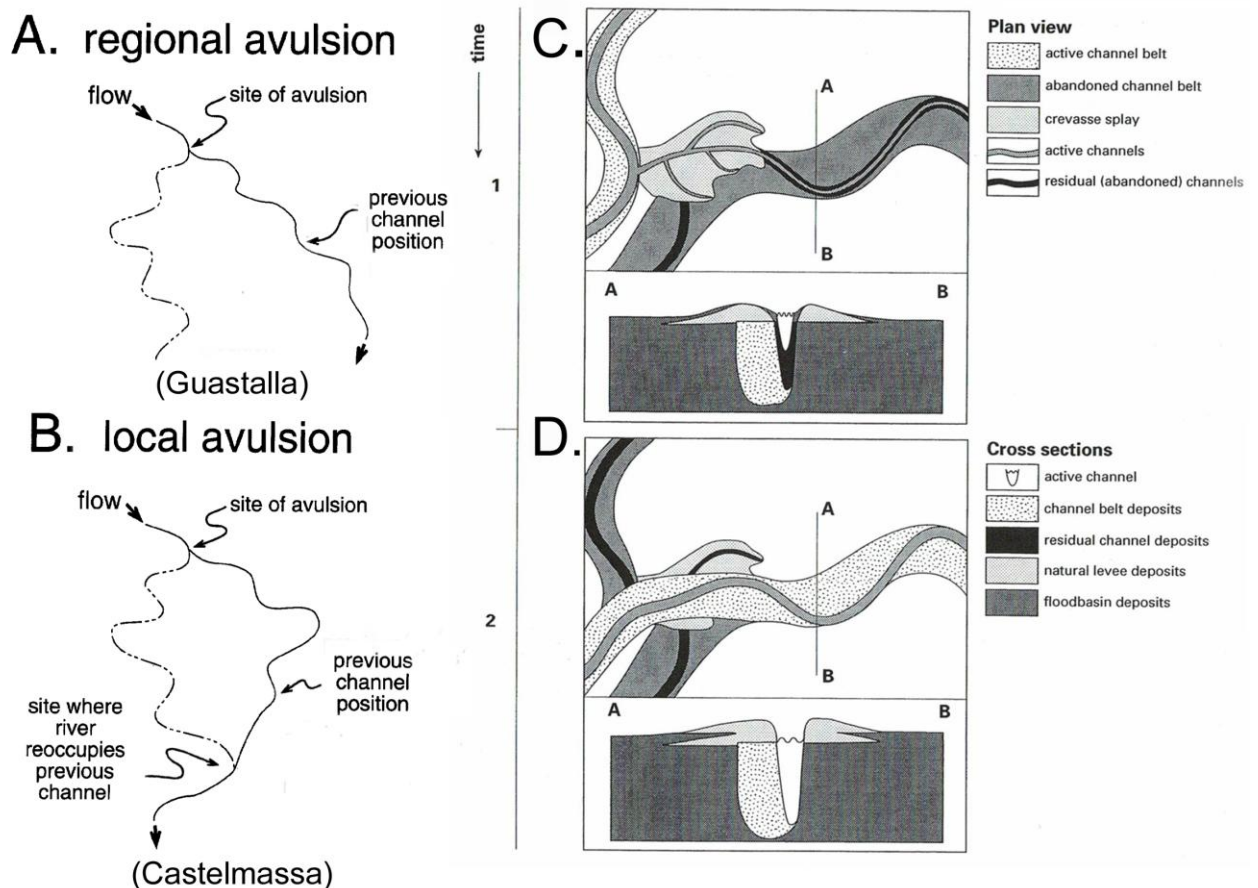 A. regional avulsion
flow
site of avulsion
previous
channel
position
(Guastalla)
B. local avulsion
flow
site of avulsion
previous
channel
position
site where
river
reoccupies
previous
channel
(Castelmassa)
time
1
2
C.
A
B
A
B
Plan view
active channel belt
abandoned channel belt
crevasse splay
active channels
residual (abandoned) channels
D.
A
B
A
B
Cross sections
active channel
channel belt deposits
residual channel deposits
natural levee deposits
floodbasin deposits